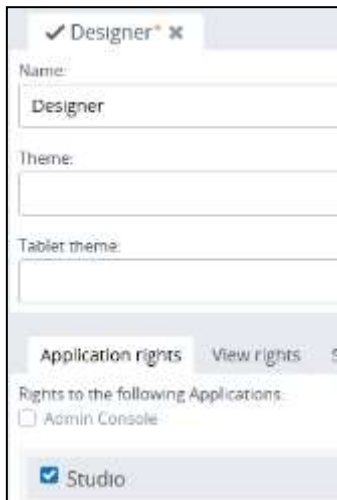 ✔ Designer* ✖
Name:
Designer
Theme:
Tablet theme:
Application rights View rights S
Rights to the following Applications:
Admin Console
Studio